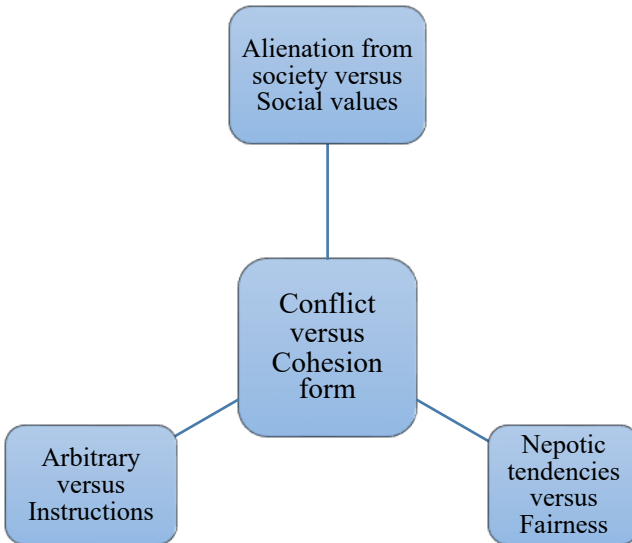 Alienation from
society versus
Social values
Conflict
versus
Cohesion
form
Arbitrary
versus
Instructions
Nepotic
tendencies
versus
Fairness